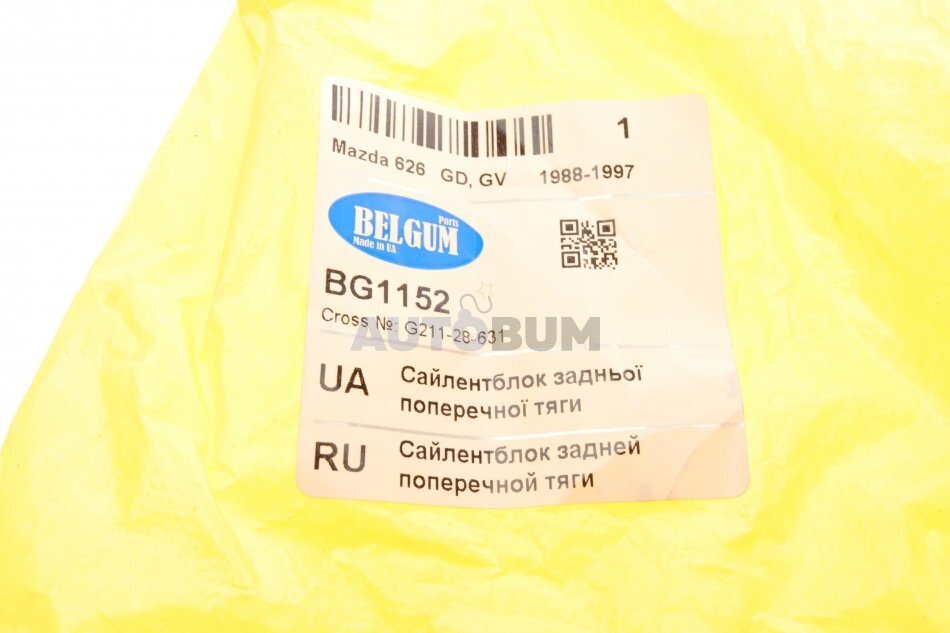 1
Mazda 626 GD, GV 1988-1997
Parts
BELGUM
Made in UA
BG1152
Cross №: G211-28-631
AUTOBUM
UA Сайлентблок задньої
поперечної тяги
RU Сайлентблок задней
поперечной тяги